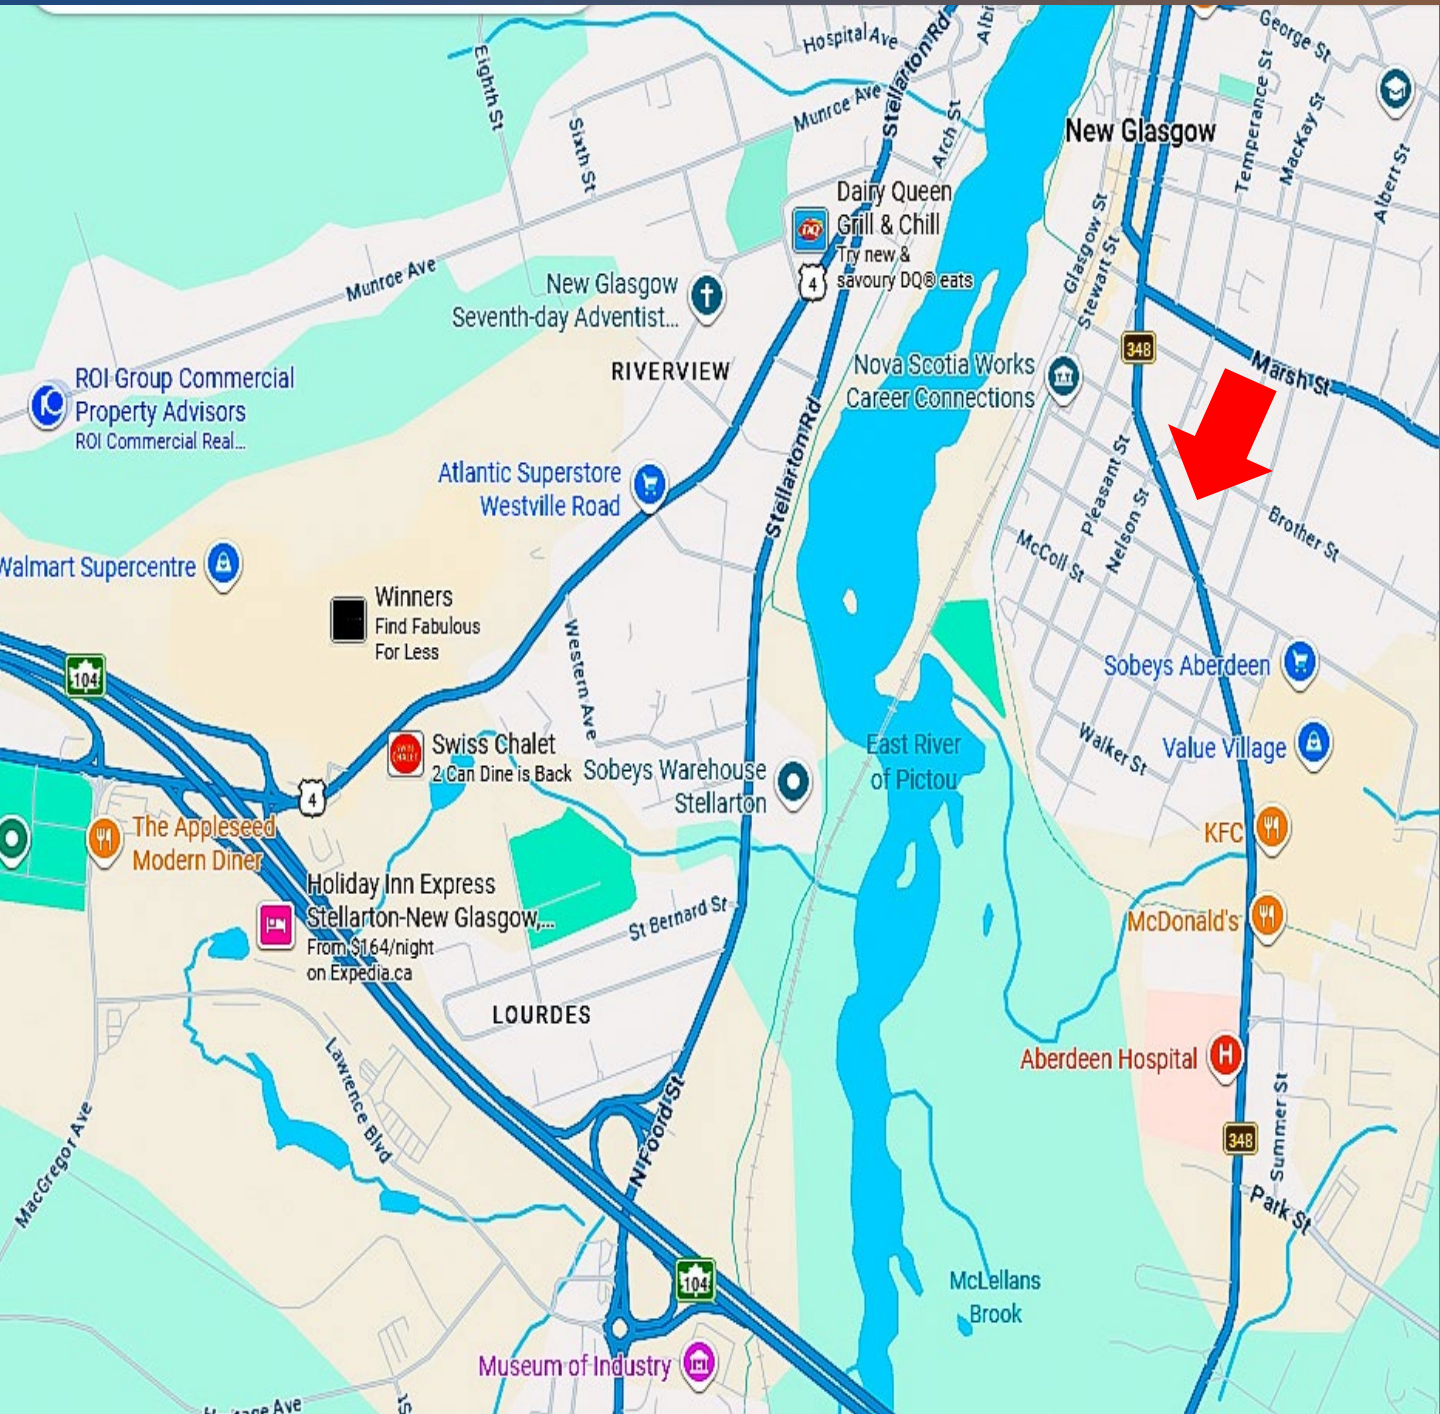 George St
Hospital Ave
Stellarton Rd
Albi
Eighth St
Munroe Ave
Arch St
Sixth St
New Glasgow
Temperance St
MacKay St
Albert St
Dairy Queen
Grill & Chill
Try new &
savoury DQ® eats
DQ
4
Glasgow St
Stewart St
Munroe Ave
New Glasgow
Seventh-day Adventist...
RIVERVIEW
348
Marsh St
Nova Scotia Works
Career Connections
ROI Group Commercial
Property Advisors
ROI Commercial Real...
Stellarton Rd
Atlantic Superstore
Westville Road
Pleasant St
Nelson St
Brother St
McColl St
Walmart Supercentre
Winners
Find Fabulous
For Less
Western Ave
104
Sobeys Aberdeen
Walker St
Value Village
Swiss Chalet
2 Can Dine is Back
SWISS
CHALET
East River
of Pictou
Sobeys Warehouse
Stellarton
4
The Appleseed
Modern Diner
KFC
Holiday Inn Express
Stellarton-New Glasgow,...
From $164/night
on Expedia.ca
St Bernard St
McDonald's
LOURDES
Lawrence Blvd
Aberdeen Hospital
H
MacGregor Ave
N Foord St
Summer St
348
Park St
104
McLellans
Brook
Museum of Industry